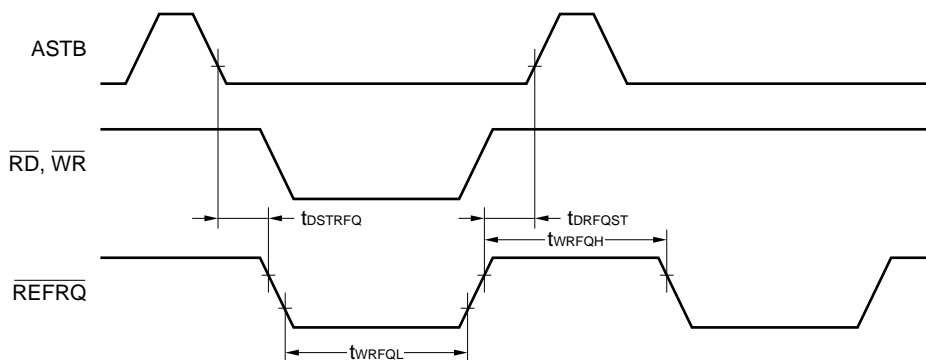 ASTB
RD, WR
tDSTRFQ
tDRFQST
tWRFQH
REFRQ
tWRFQL